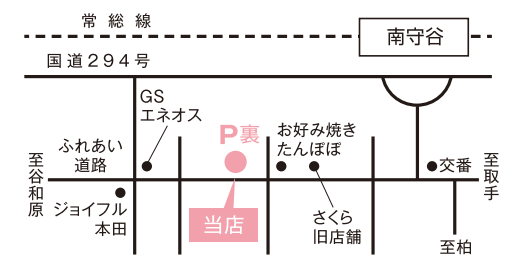 常総線
南守谷
国道294号
GS
エネオス
P裏
お好み焼き
たんぽぽ
ふれあい
道路
至谷和原
交番
至取手
ジョイフル
本田
当店
さくら
旧店舗
至柏